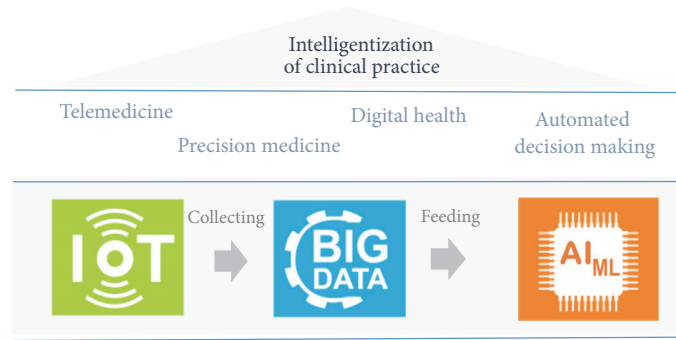 Intelligentization
of clinical practice
Telemedicine
Digital health
Automated
decision making
Precision medicine
IOT
Collecting
BIG
DATA
Feeding
AI ML